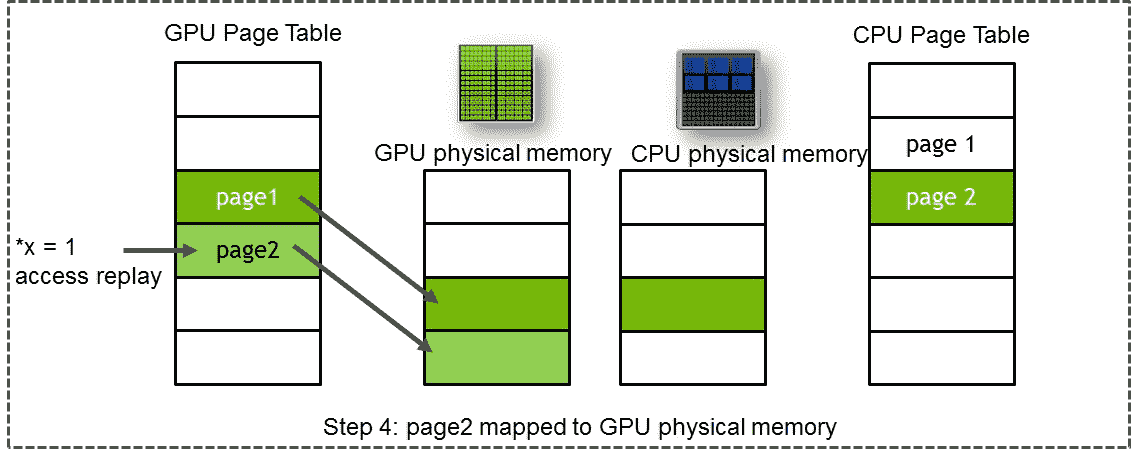 GPU Page Table
CPU Page Table
GPU physical memory
CPU physical memory
page 1
page1
page 2
*x = 1
access replay
page2
Step 4: page2 mapped to GPU physical memory